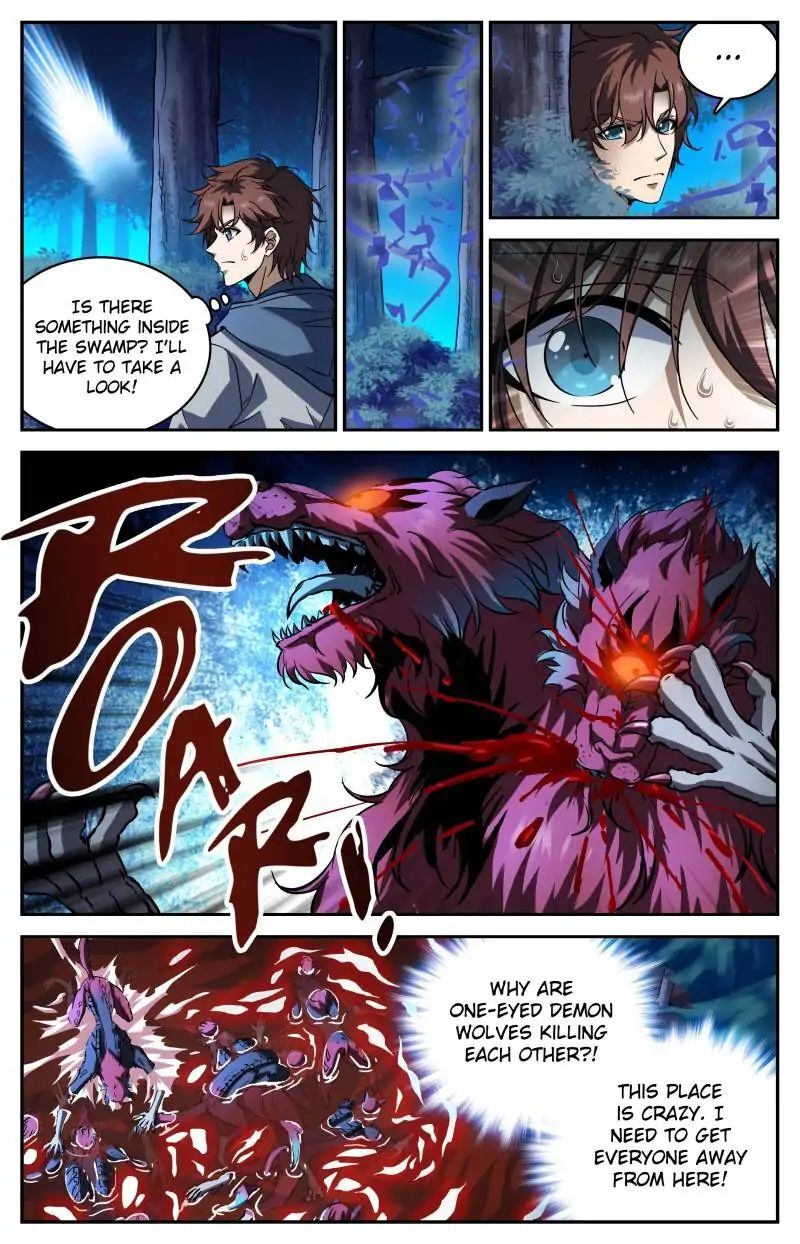 ...
IS THERE
SOMETHING INSIDE
THE SWAMP? I'LL
HAVE TO TAKE A
LOOK!
ROAR!
WHY ARE
ONE-EYED DEMON
WOLVES KILLING
EACH OTHER?!
THIS PLACE
IS CRAZY. I
NEED TO GET
EVERYONE AWAY
FROM HERE!